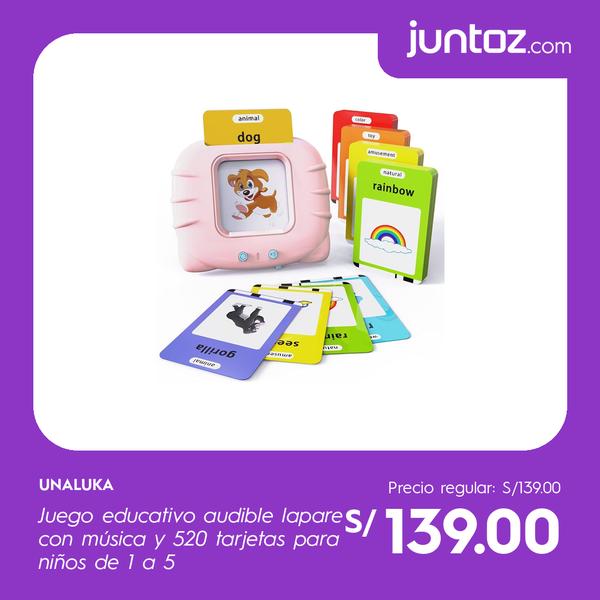 juntoz.com
animal
dog
color
toy
amusement
natural
rainbow
gorilla
animal
UNALUKA
Juego educativo audible lapare
con música y 520 tarjetas para
niños de 1 a 5
Precio regular: S/139.00
S/ 139.00